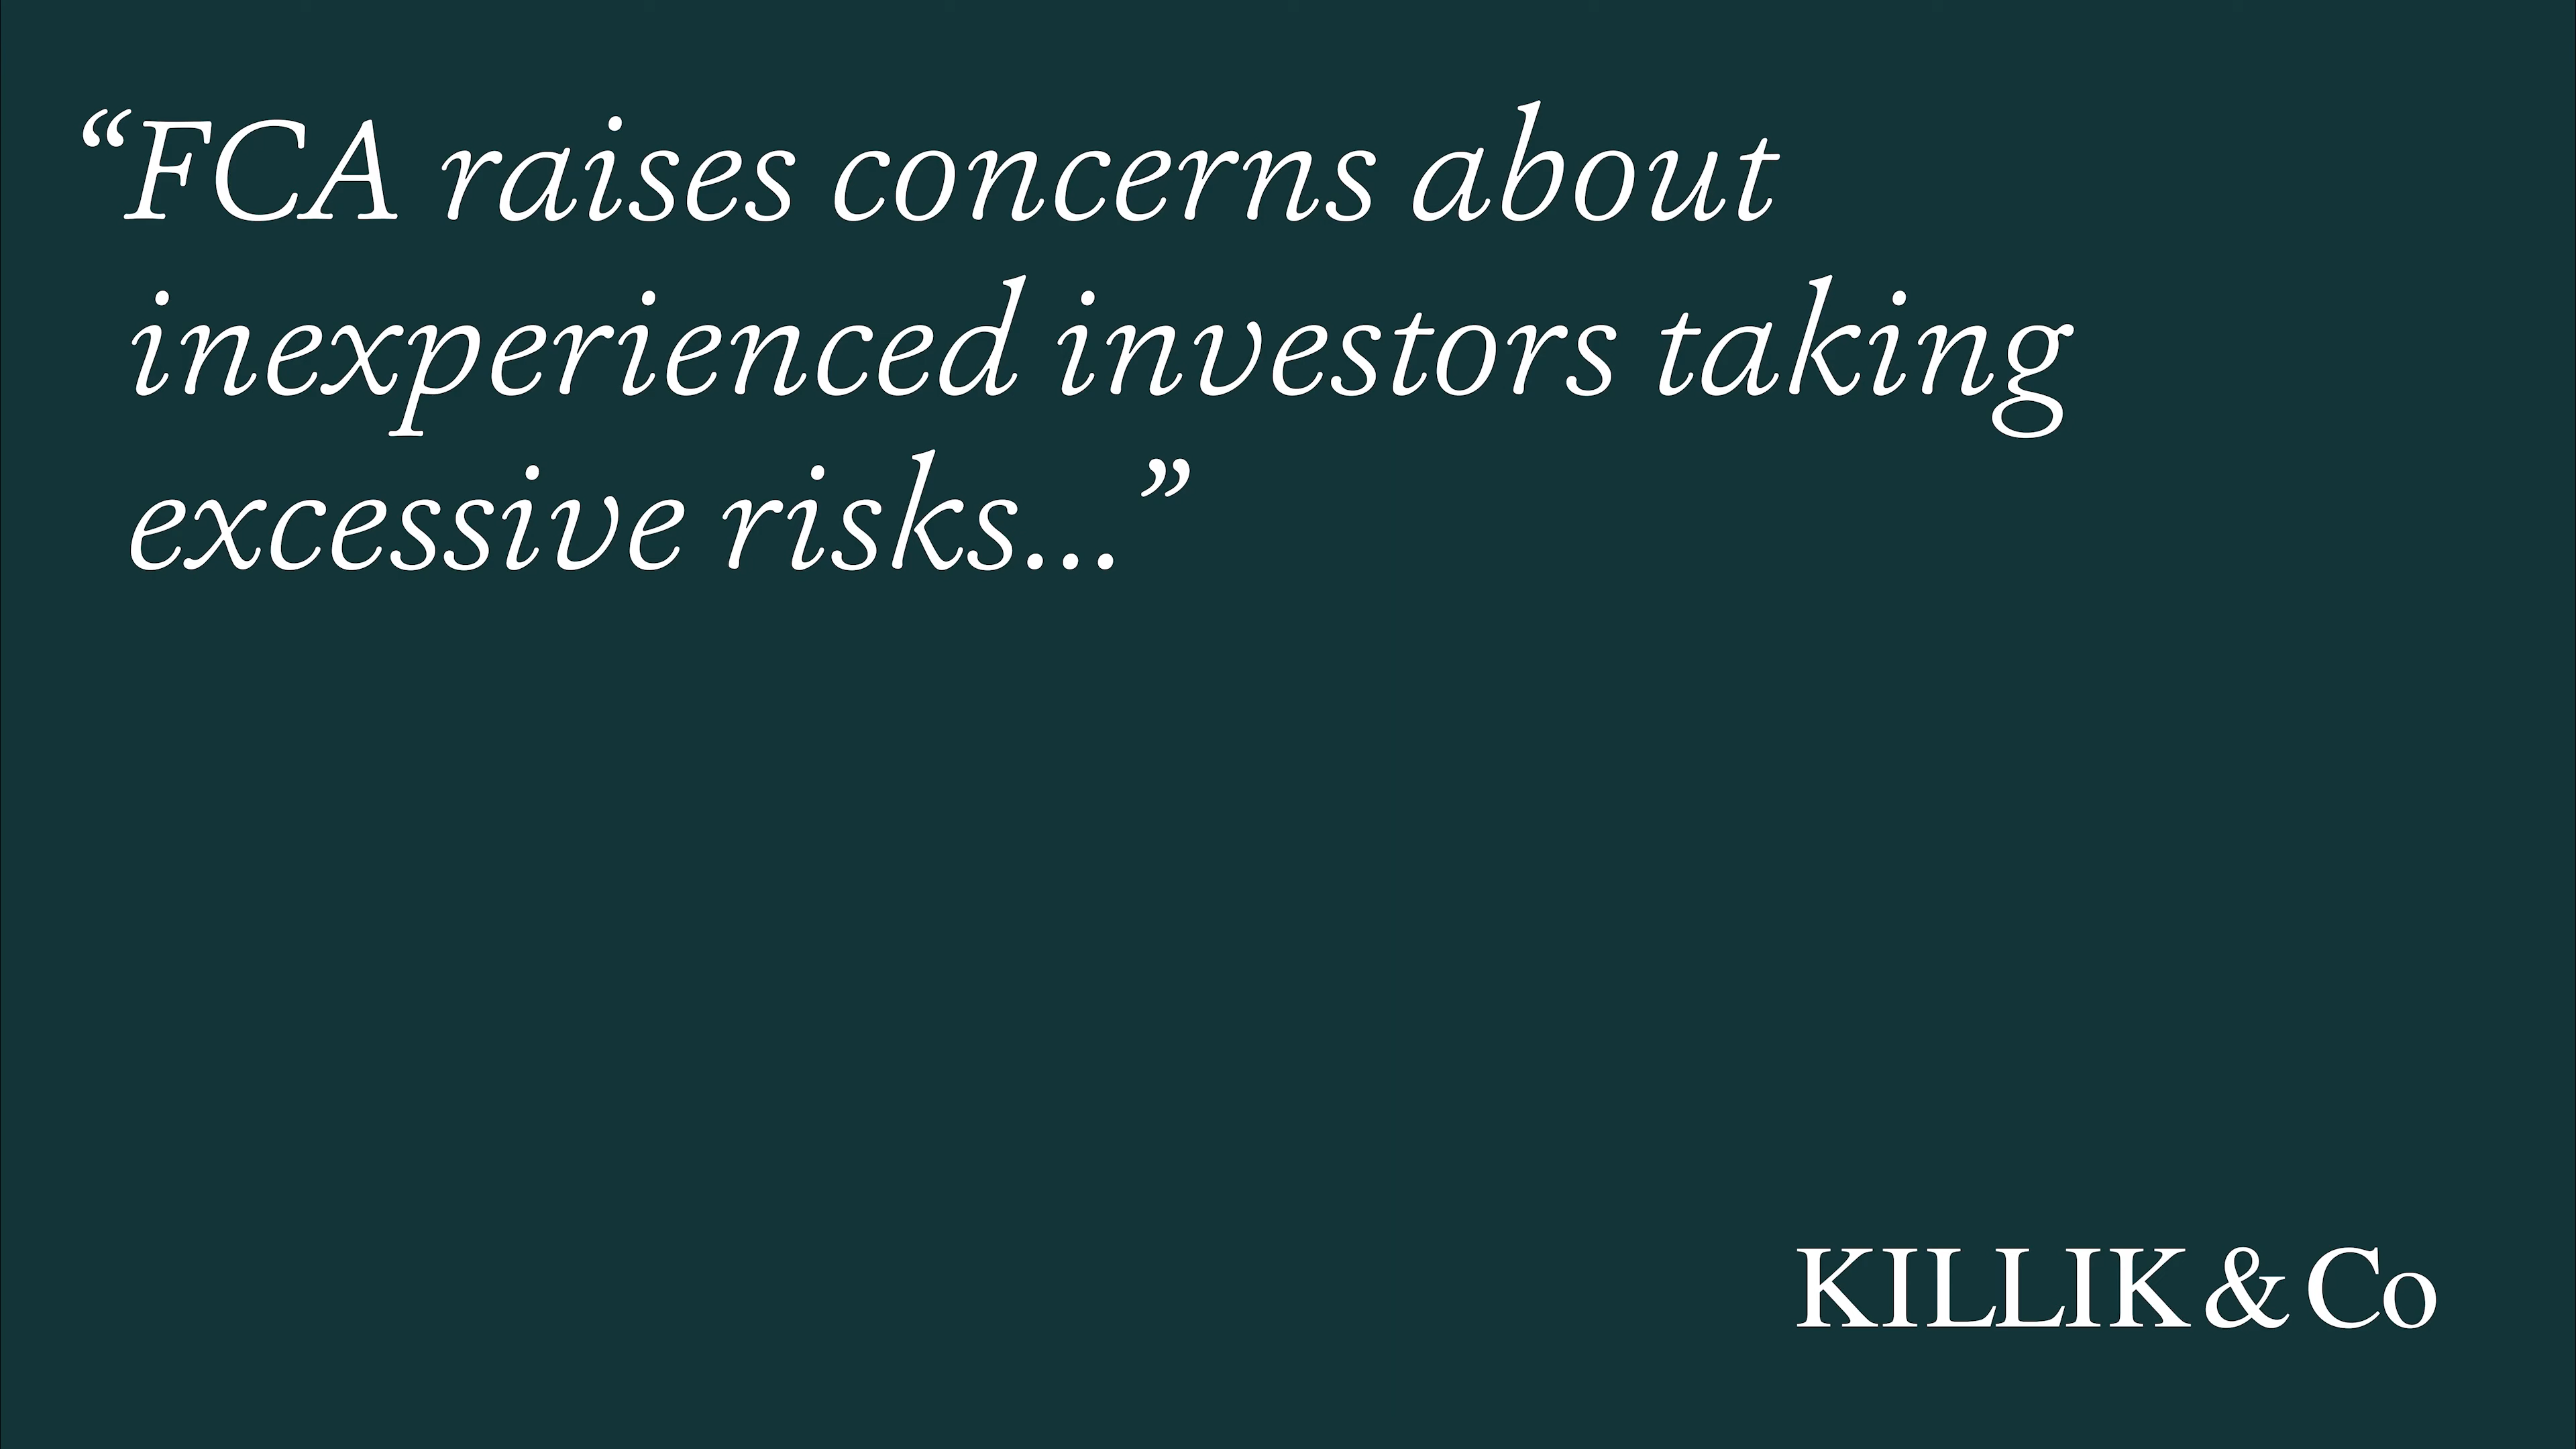 “FCA raises concerns about
inexperienced investors taking
excessive risks...”
KILLIK & Co